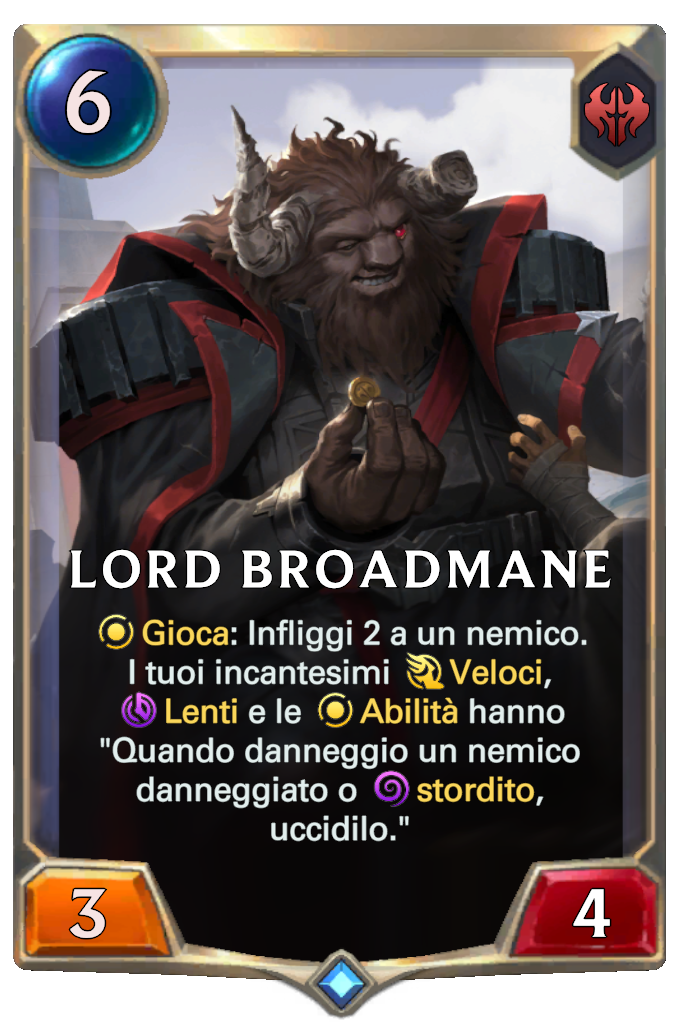 6
LORD BROADMANE
Gioca: Infliggi 2 a un nemico.
I tuoi incantesimi Veloci,
Lenti e le Abilità hanno
"Quando danneggio un nemico
danneggiato o stordito,
uccidilo."
3 4